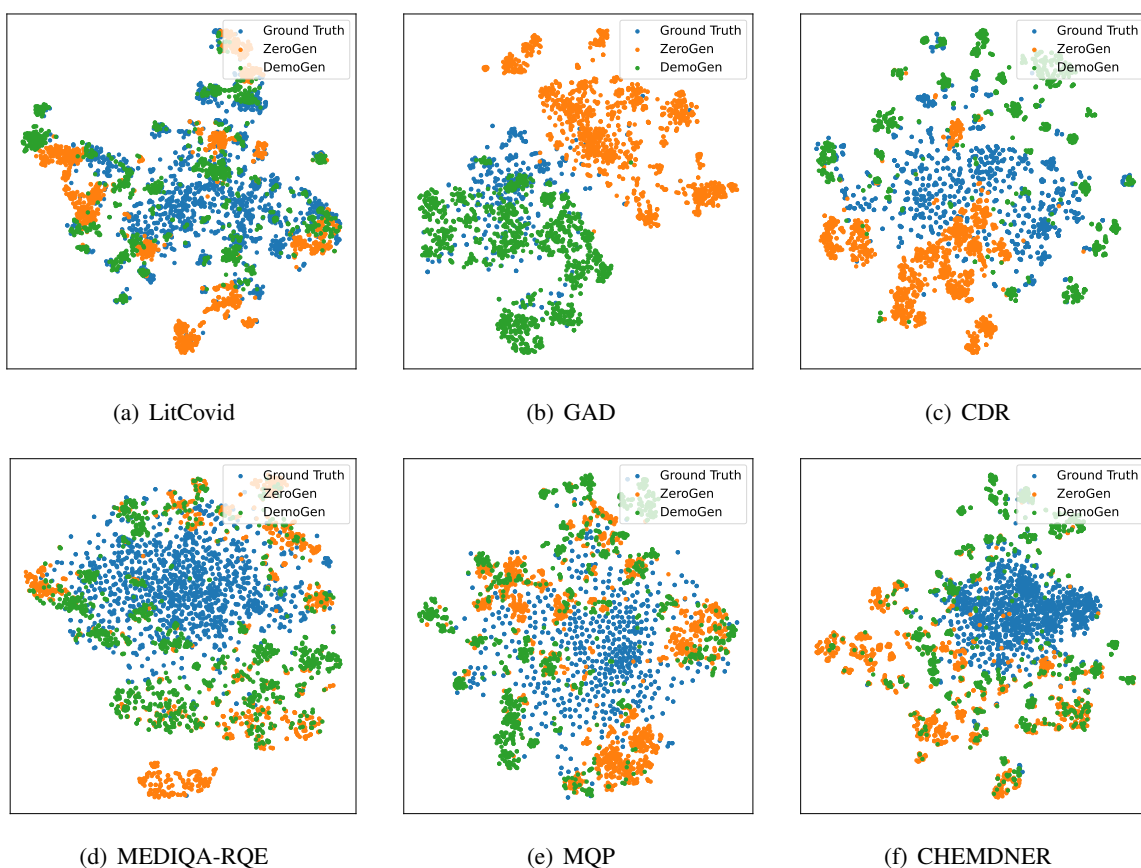 Ground Truth
ZeroGen
DemoGen
Ground Truth
ZeroGen
DemoGen
Ground Truth
ZeroGen
DemoGen
(a) LitCovid
(b) GAD
(c) CDR
Ground Truth
ZeroGen
DemoGen
Ground Truth
ZeroGen
DemoGen
Ground Truth
ZeroGen
DemoGen
(d) MEDIQA-RQE
(e) MQP
(f) CHEMDNER